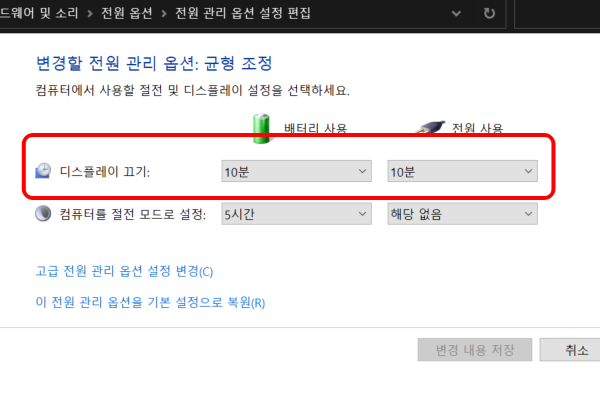 드웨어 및 소리 > 전원 옵션 > 전원 관리 옵션 설정 편집
변경할 전원 관리 옵션: 균형 조정
컴퓨터에서 사용할 절전 및 디스플레이 설정을 선택하세요.
배터리 사용 전원 사용
디스플레이 끄기: 10분 10분
컴퓨터를 절전 모드로 설정: 5시간 해당 없음
고급 전원 관리 옵션 설정 변경(C)
이 전원 관리 옵션을 기본 설정으로 복원(R)
변경 내용 저장 취소